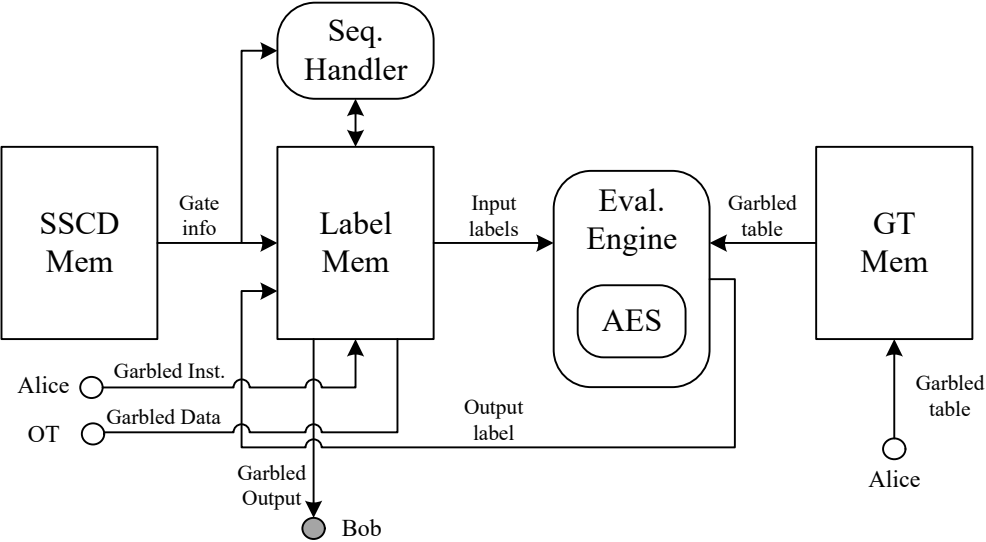 Seq.
Handler
SSCD
Mem
Gate
info
Label
Mem
Input
labels
Eval.
Engine
AES
Garbled
table
GT
Mem
Alice
Garbled Inst.
OT
Garbled Data
Output
label
Garbled
table
Alice
Garbled
Output
Bob